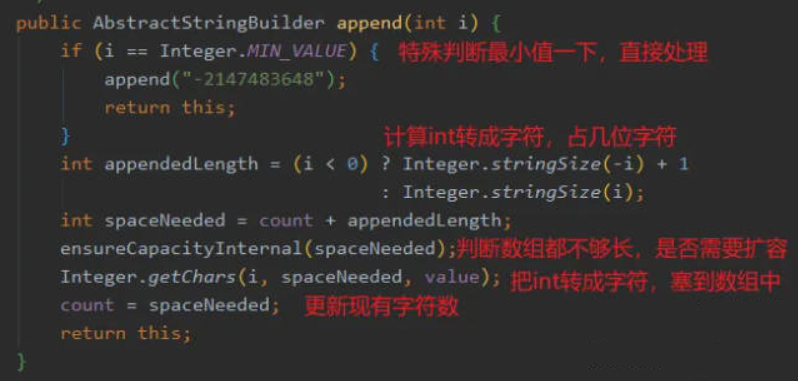 public AbstractStringBuilder append(int i) {
if (i == Integer.MIN_VALUE) { 特殊判断最小值一下，直接处理
append("-2147483648");
return this;
}
计算int转成字符，占几位字符
int appendedLength = (i < 0) ? Integer.stringSize(-i) + 1
: Integer.stringSize(i);
int spaceNeeded = count + appendedLength;
ensureCapacityInternal(spaceNeeded);判断数组都不够长，是否需要扩容
Integer.getChars(i, spaceNeeded, value); 把int转成字符，塞到数组中
count = spaceNeeded; 更新现有字符数
return this;
}